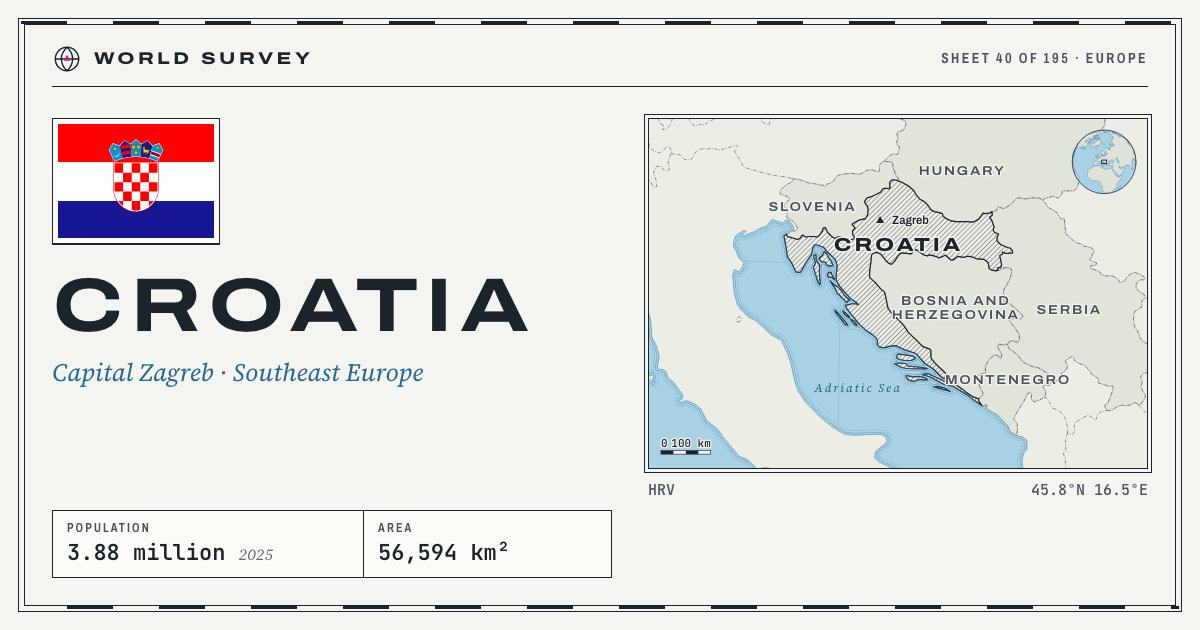 WORLD SURVEY
SHEET 40 OF 195 · EUROPE
CROATIA
Capital Zagreb · Southeast Europe
POPULATION
3.88 million 2025
AREA
56,594 km²
HUNGARY
SLOVENIA
Zagreb
CROATIA
BOSNIA AND
HERZEGOVINA
SERBIA
MONTENEGRO
Adriatic Sea
0 100 km
HRV
45.8°N 16.5°E